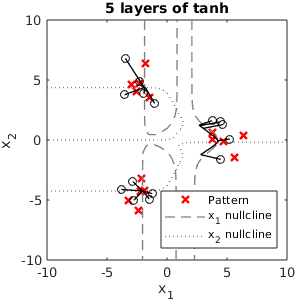 5 layers of tanh
10
5
x₂ 0
-5
-10
Pattern
x₁ nullcline
x₂ nullcline
-10 -5 0 5 10
x₁